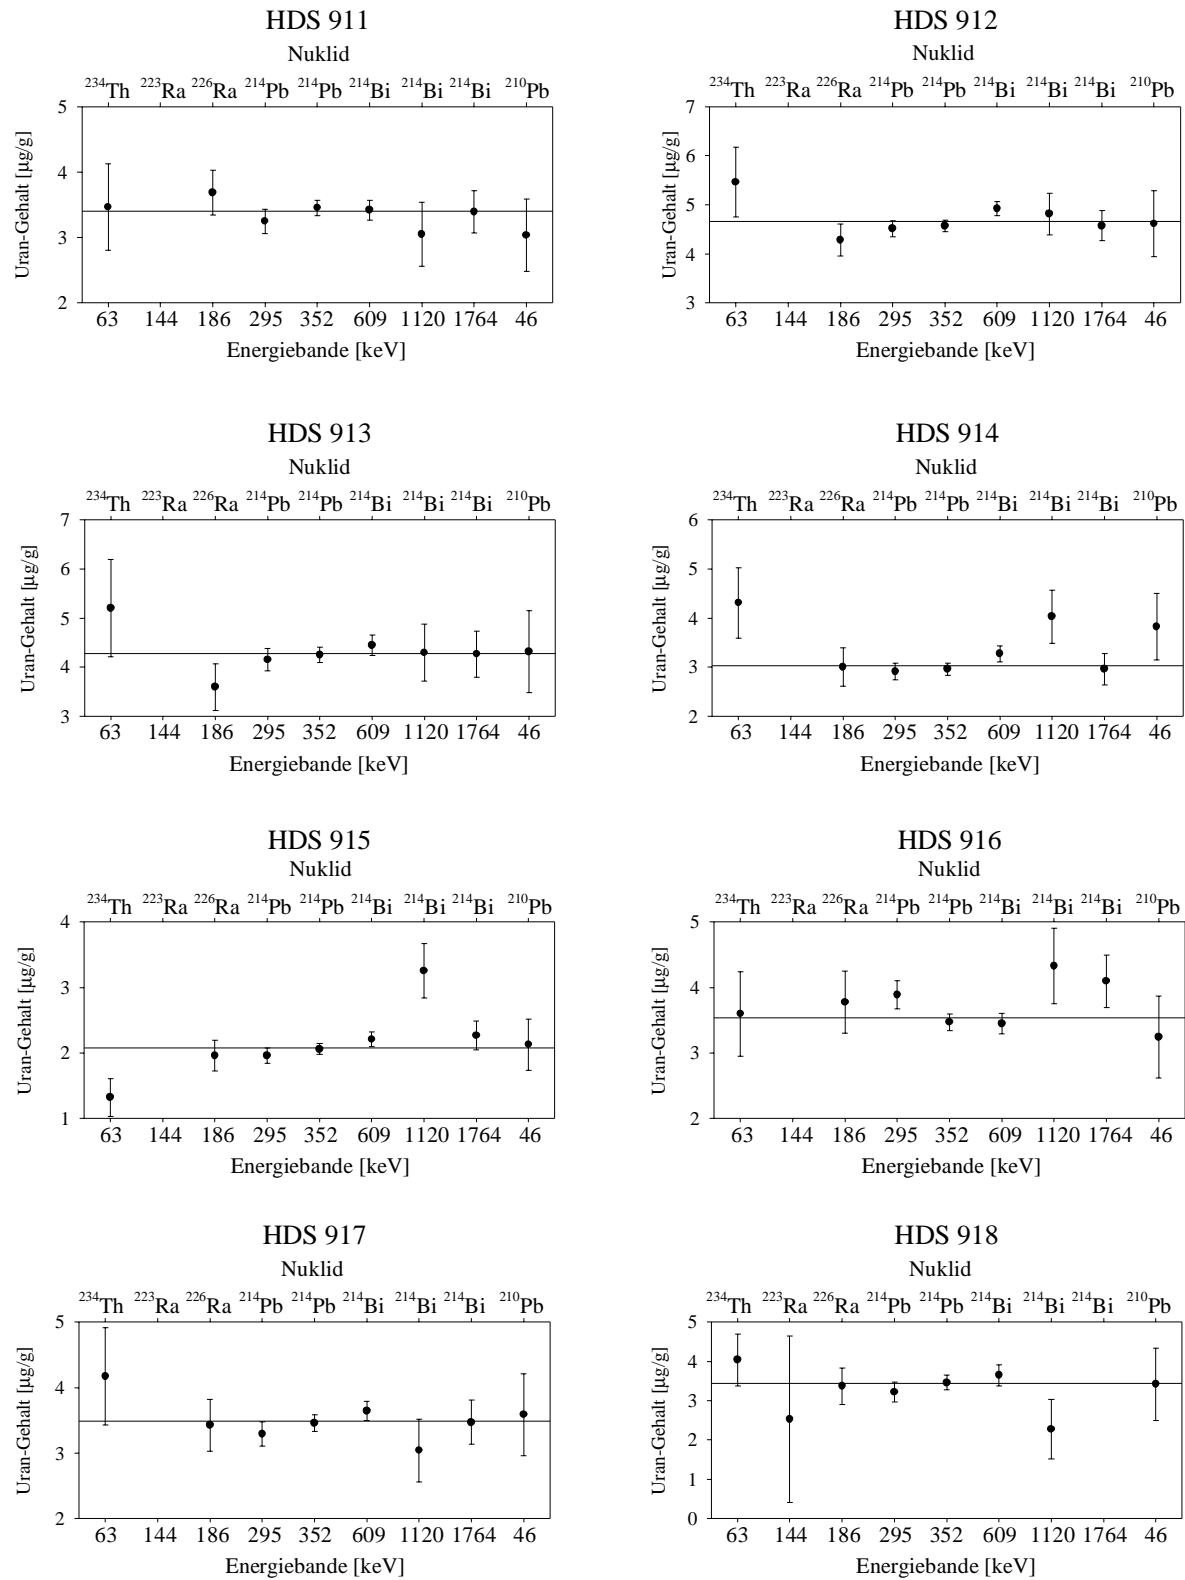 HDS 911
Nuklid
²³⁴Th ²²³Ra ²²⁶Ra ²¹⁴Pb ²¹⁴Pb ²¹⁴Bi ²¹⁴Bi ²¹⁴Bi ²¹⁰Pb
5
4
3
2
Uran-Gehalt [µg/g]
63 144 186 295 352 609 1120 1764 46
Energiebande [keV]
HDS 912
Nuklid
²³⁴Th ²²³Ra ²²⁶Ra ²¹⁴Pb ²¹⁴Pb ²¹⁴Bi ²¹⁴Bi ²¹⁴Bi ²¹⁰Pb
7
6
5
4
3
Uran-Gehalt [µg/g]
63 144 186 295 352 609 1120 1764 46
Energiebande [keV]
HDS 913
Nuklid
²³⁴Th ²²³Ra ²²⁶Ra ²¹⁴Pb ²¹⁴Pb ²¹⁴Bi ²¹⁴Bi ²¹⁴Bi ²¹⁰Pb
7
6
5
4
3
Uran-Gehalt [µg/g]
63 144 186 295 352 609 1120 1764 46
Energiebande [keV]
HDS 914
Nuklid
²³⁴Th ²²³Ra ²²⁶Ra ²¹⁴Pb ²¹⁴Pb ²¹⁴Bi ²¹⁴Bi ²¹⁴Bi ²¹⁰Pb
6
5
4
3
2
Uran-Gehalt [µg/g]
63 144 186 295 352 609 1120 1764 46
Energiebande [keV]
HDS 915
Nuklid
²³⁴Th ²²³Ra ²²⁶Ra ²¹⁴Pb ²¹⁴Pb ²¹⁴Bi ²¹⁴Bi ²¹⁴Bi ²¹⁰Pb
4
3
2
1
Uran-Gehalt [µg/g]
63 144 186 295 352 609 1120 1764 46
Energiebande [keV]
HDS 916
Nuklid
²³⁴Th ²²³Ra ²²⁶Ra ²¹⁴Pb ²¹⁴Pb ²¹⁴Bi ²¹⁴Bi ²¹⁴Bi ²¹⁰Pb
5
4
3
2
Uran-Gehalt [µg/g]
63 144 186 295 352 609 1120 1764 46
Energiebande [keV]
HDS 917
Nuklid
²³⁴Th ²²³Ra ²²⁶Ra ²¹⁴Pb ²¹⁴Pb ²¹⁴Bi ²¹⁴Bi ²¹⁴Bi ²¹⁰Pb
5
4
3
2
Uran-Gehalt [µg/g]
63 144 186 295 352 609 1120 1764 46
Energiebande [keV]
HDS 918
Nuklid
²³⁴Th ²²³Ra ²²⁶Ra ²¹⁴Pb ²¹⁴Pb ²¹⁴Bi ²¹⁴Bi ²¹⁴Bi ²¹⁰Pb
5
4
3
2
1
0
Uran-Gehalt [µg/g]
63 144 186 295 352 609 1120 1764 46
Energiebande [keV]